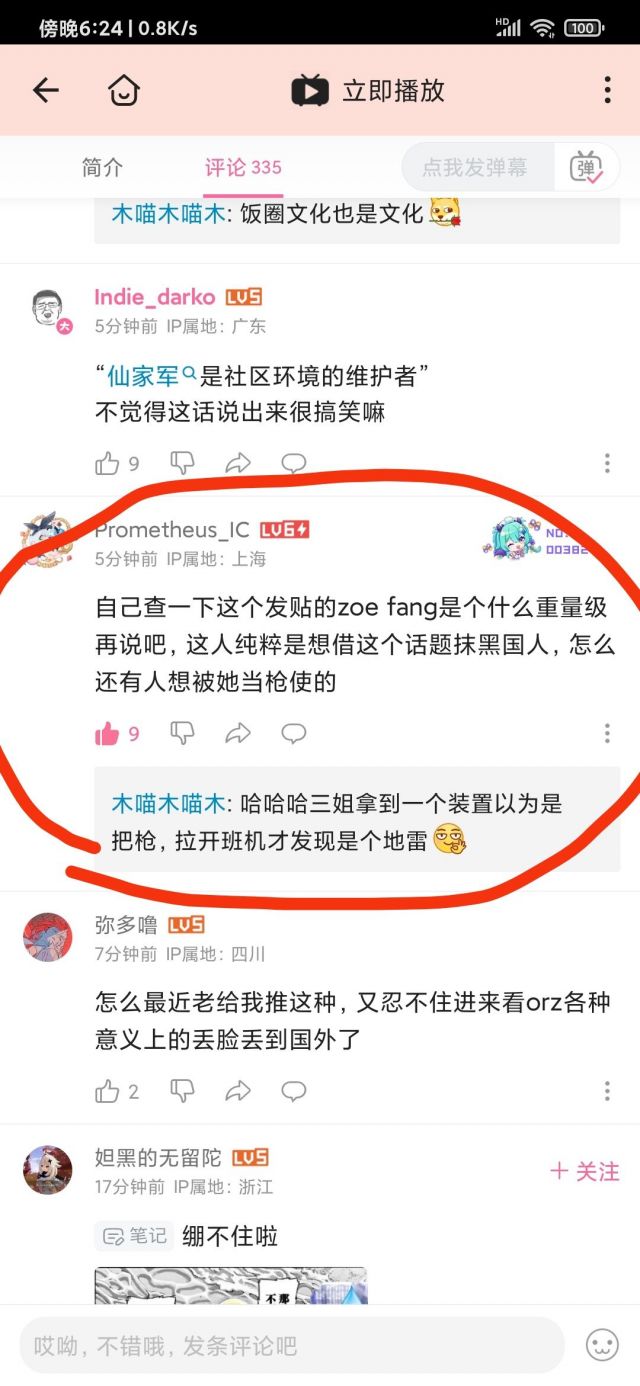 傍晚6:24 | 0.8K/s
HD
100
立即播放
简介
评论 335
点我发弹幕
弹
木喵木喵木: 饭圈文化也是文化
Indie_darko LV5
大
5分钟前 IP属地: 广东
“仙家军是社区环境的维护者”
不觉得这话说出来很搞笑嘛
9
Prometheus_IC LV6
NO.
00382
5分钟前 IP属地: 上海
自己查一下这个发贴的zoe fang是个什么重量级
再说吧, 这人纯粹是想借这个话题抹黑国人, 怎么
还有人想被她当枪使的
9
木喵木喵木: 哈哈哈三姐拿到一个装置以为是
把枪, 拉开班机才发现是个地雷
弥多噜 LV5
7分钟前 IP属地: 四川
怎么最近老给我推这种, 又忍不住进来看orz各种
意义上的丢脸丢到国外了
2
妲黑的无留陀 LV5
+ 关注
17分钟前 IP属地: 浙江
笔记 绷不住啦
不那
哎呦, 不错哦, 发条评论吧